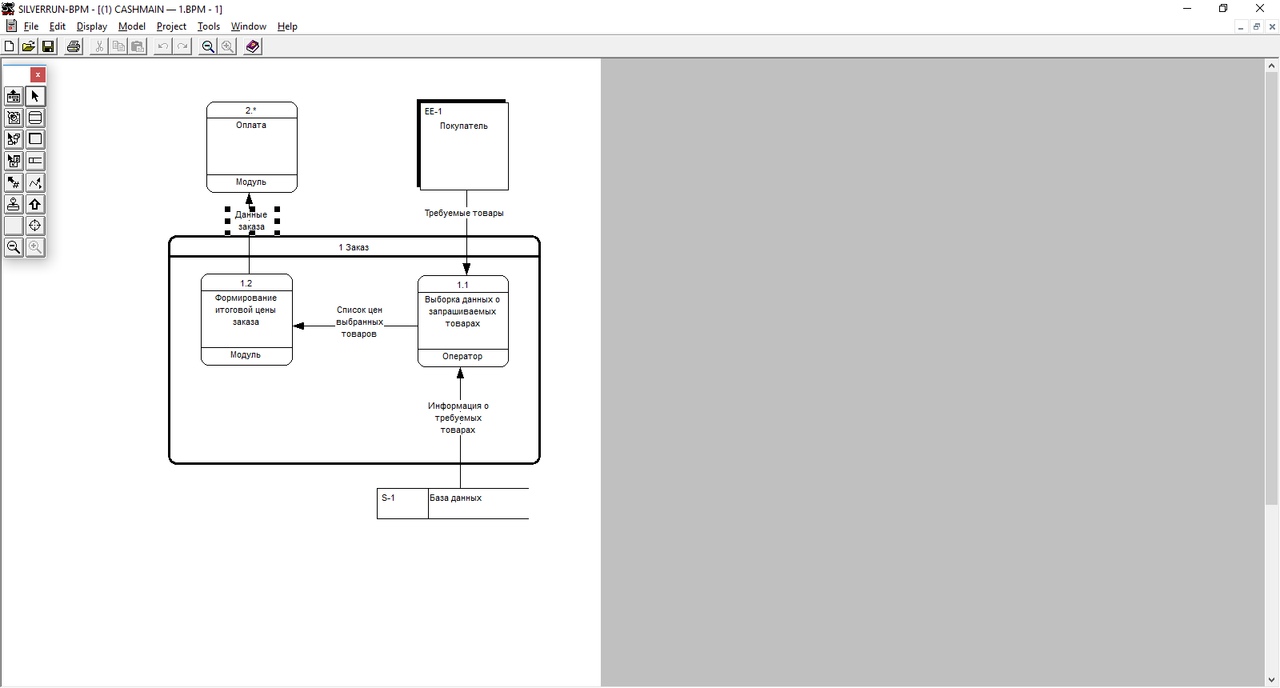 SILVERRUN-BPM - [(1) CASHMAIN — 1.BPM - 1]
File Edit Display Model Project Tools Window Help
2.*
Оплата
Модуль
EE-1
Покупатель
Данные
заказа
Требуемые товары
1 Заказ
1.2
Формирование
итоговой цены
заказа
Модуль
Список цен
выбранных
товаров
1.1
Выборка данных о
запрашиваемых
товарах
Оператор
Информация о
требуемых
товарах
S-1
База данных